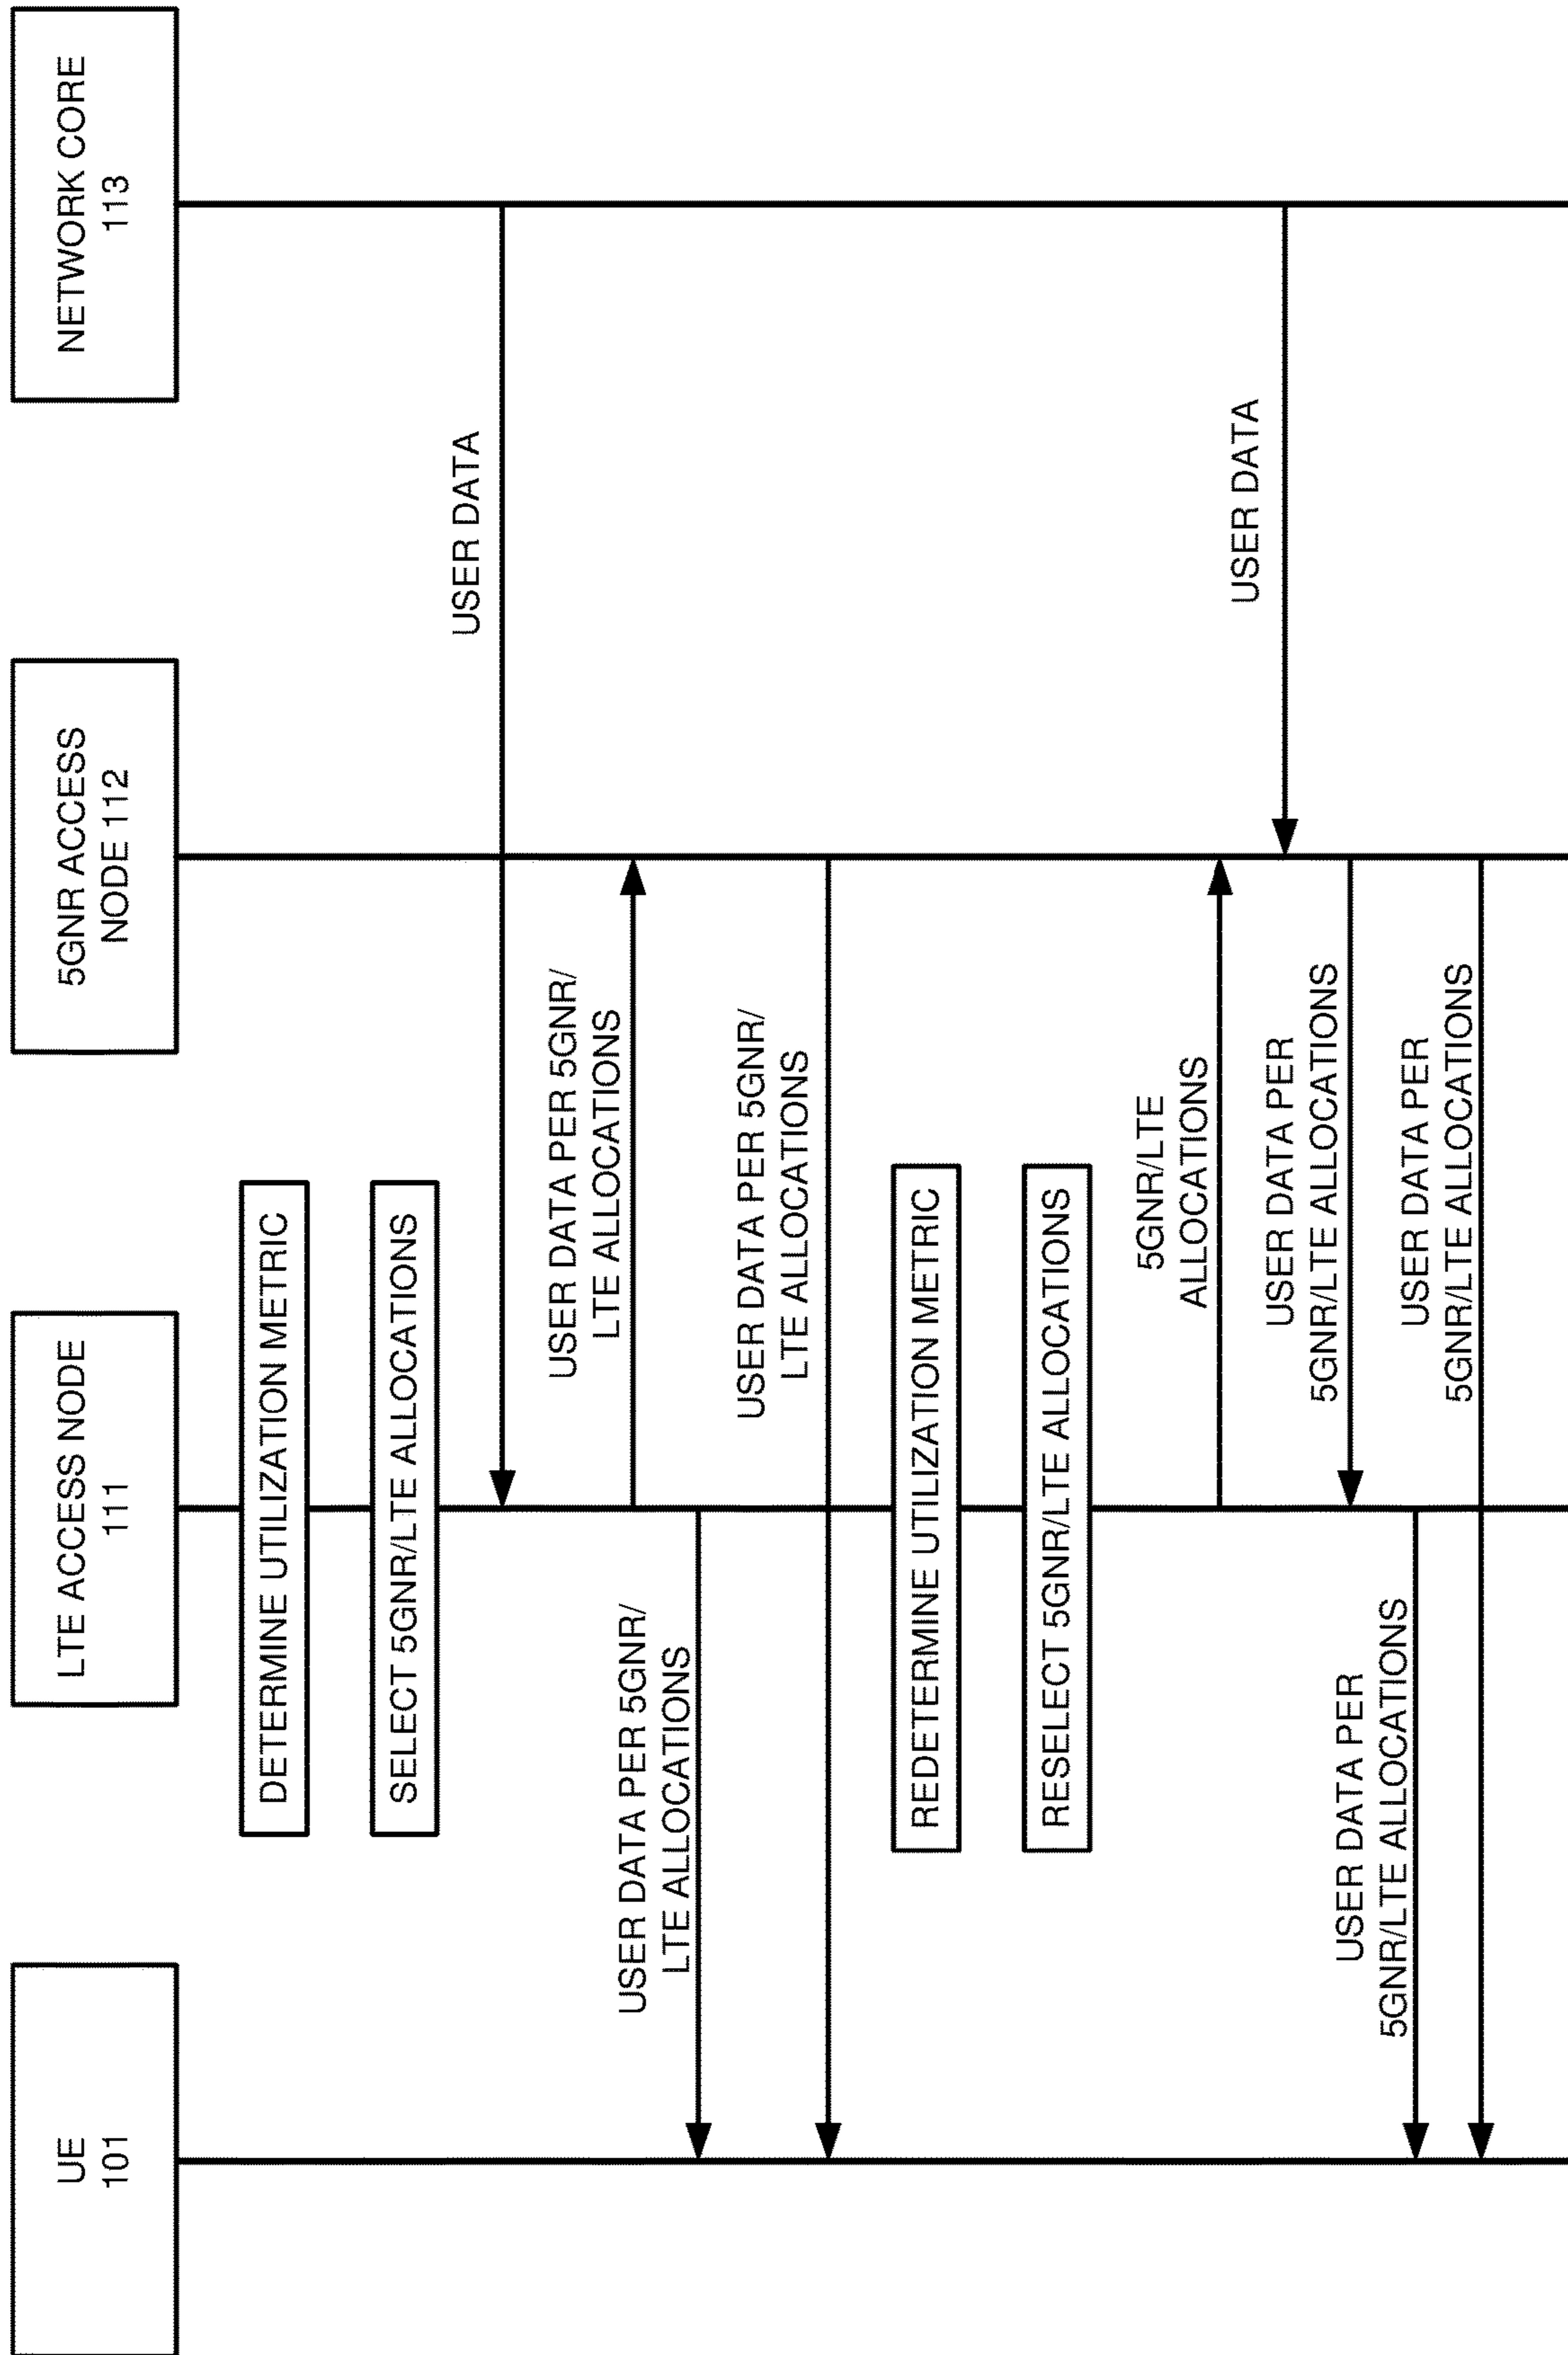 UE
101
LTE ACCESS NODE
111
5GNR ACCESS
NODE 112
NETWORK CORE
113
DETERMINE UTILIZATION METRIC
SELECT 5GNR/LTE ALLOCATIONS
USER DATA
USER DATA PER 5GNR/
LTE ALLOCATIONS
USER DATA PER 5GNR/
LTE ALLOCATIONS
USER DATA PER 5GNR/
LTE ALLOCATIONS
REDETERMINE UTILIZATION METRIC
RESELECT 5GNR/LTE ALLOCATIONS
5GNR/LTE
ALLOCATIONS
USER DATA
USER DATA PER
5GNR/LTE ALLOCATIONS
USER DATA PER
5GNR/LTE ALLOCATIONS
USER DATA PER
5GNR/LTE ALLOCATIONS